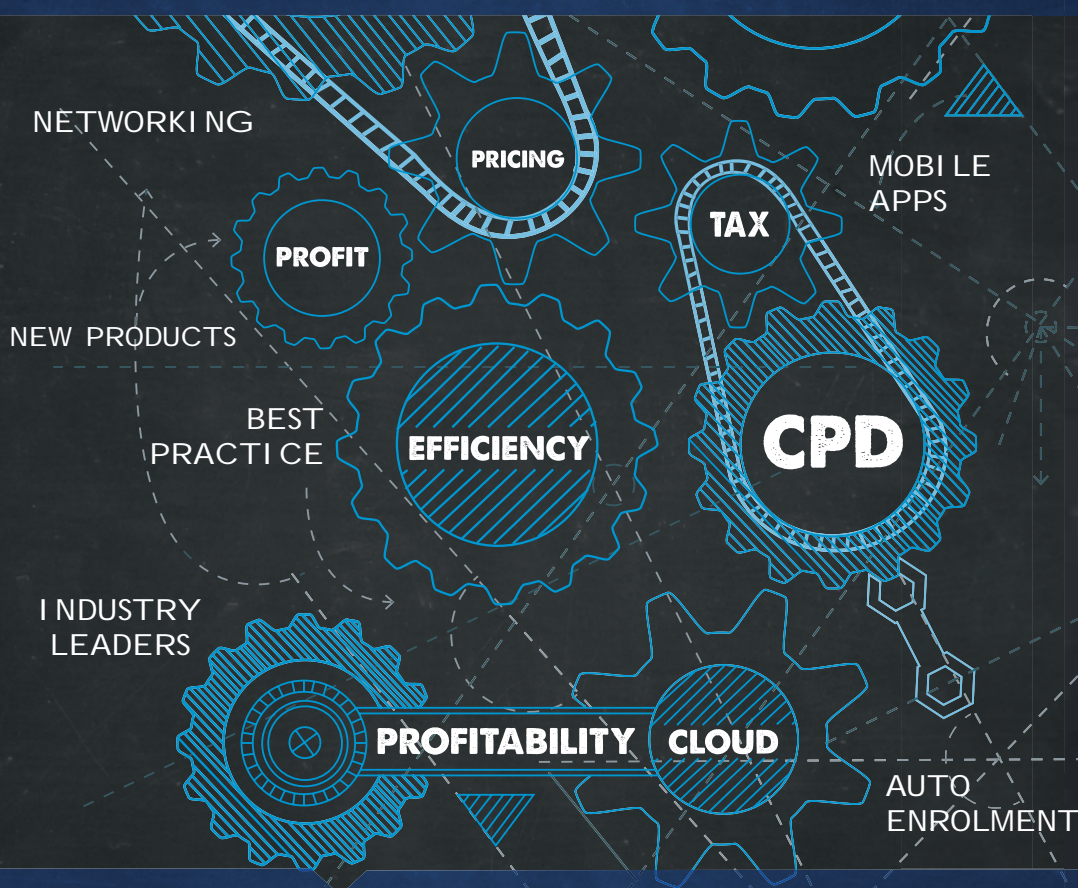 NETWORKING
PRICING
MOBILE
APPS
TAX
PROFIT
NEW PRODUCTS
BEST
PRACTICE
EFFICIENCY
CPD
INDUSTRY
LEADERS
PROFITABILITY
CLOUD
AUTO
ENROLMENT